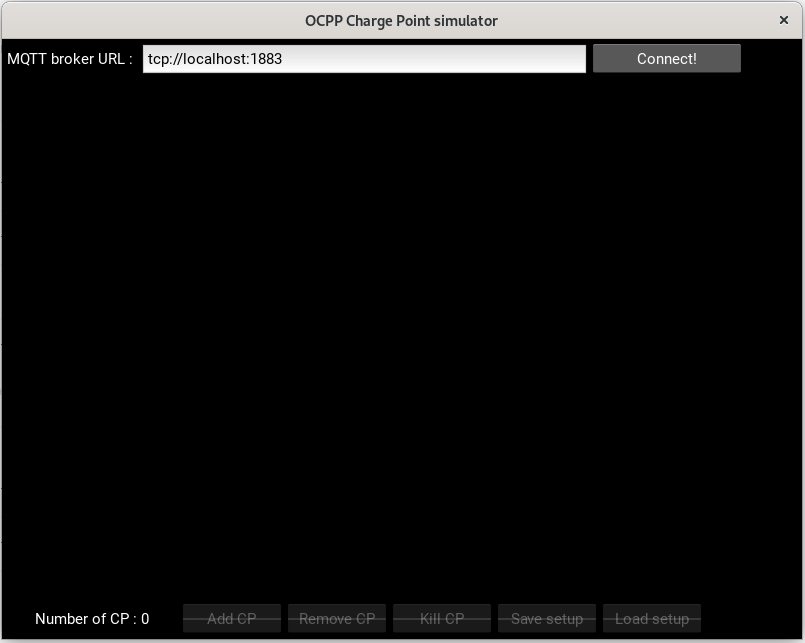 OCPP Charge Point simulator
MQTT broker URL : tcp://localhost:1883 Connect!
Number of CP : 0 Add CP Remove CP Kill CP Save setup Load setup